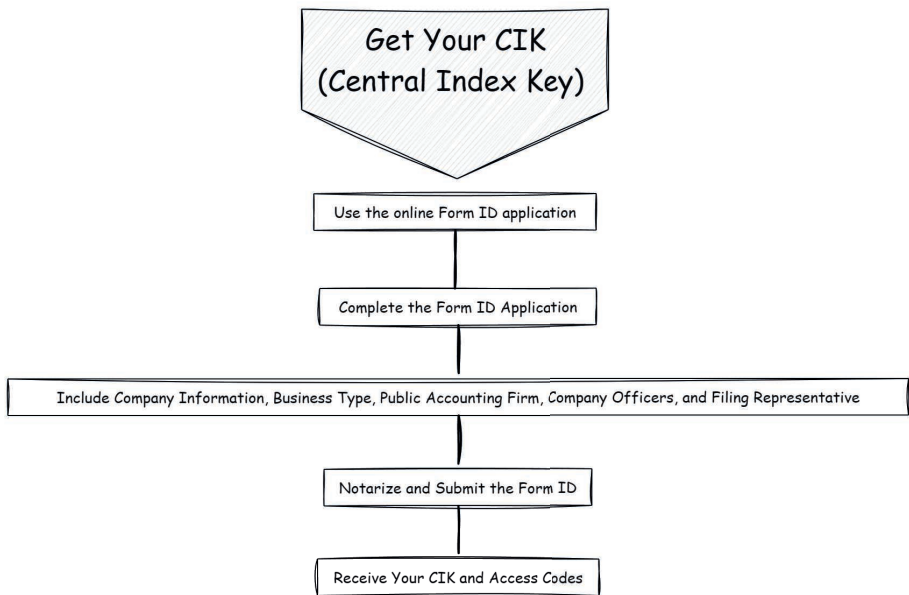 Get Your CIK
(Central Index Key)
Use the online Form ID application
Complete the Form ID Application
Include Company Information, Business Type, Public Accounting Firm, Company Officers, and Filing Representative
Notarize and Submit the Form ID
Receive Your CIK and Access Codes